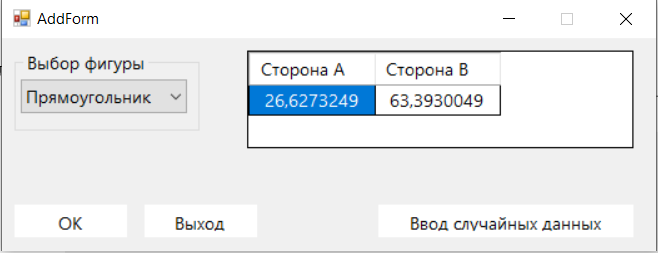 AddForm
Выбор фигуры
Прямоугольник
Сторона A Сторона B
26,6273249 63,3930049
OK Выход Ввод случайных данных